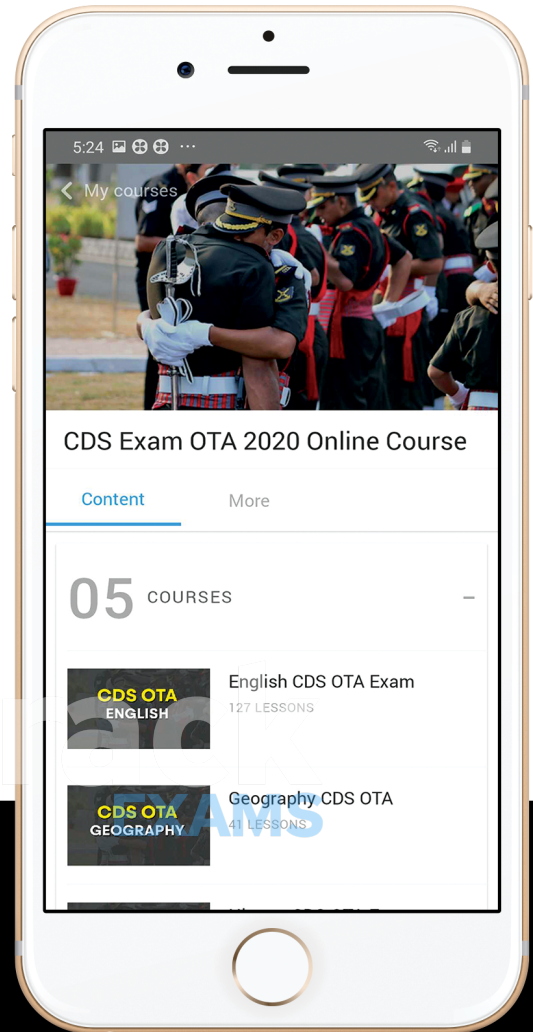 5:24
My courses
CDS Exam OTA 2020 Online Course
Content More
05 COURSES
CDS OTA
ENGLISH
English CDS OTA Exam
127 LESSONS
CDS OTA
GEOGRAPHY
Geography CDS OTA
41 LESSONS
EXAMS